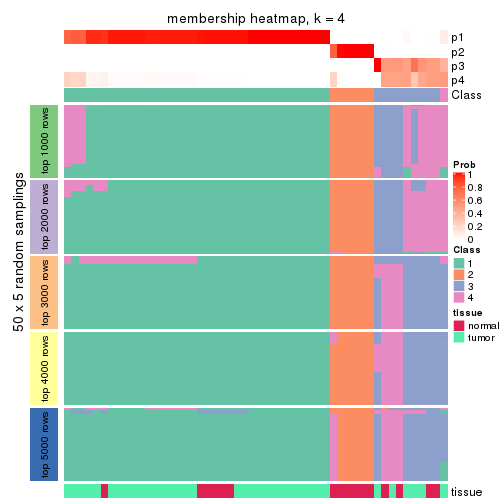 membership heatmap, k = 4
p1
p2
p3
p4
Class
50 x 5 random samplings
top 1000 rows
top 2000 rows
top 3000 rows
top 4000 rows
top 5000 rows
Prob
1
0.8
0.6
0.4
0.2
0
Class
1
2
3
4
tissue
normal
tumor
tissue